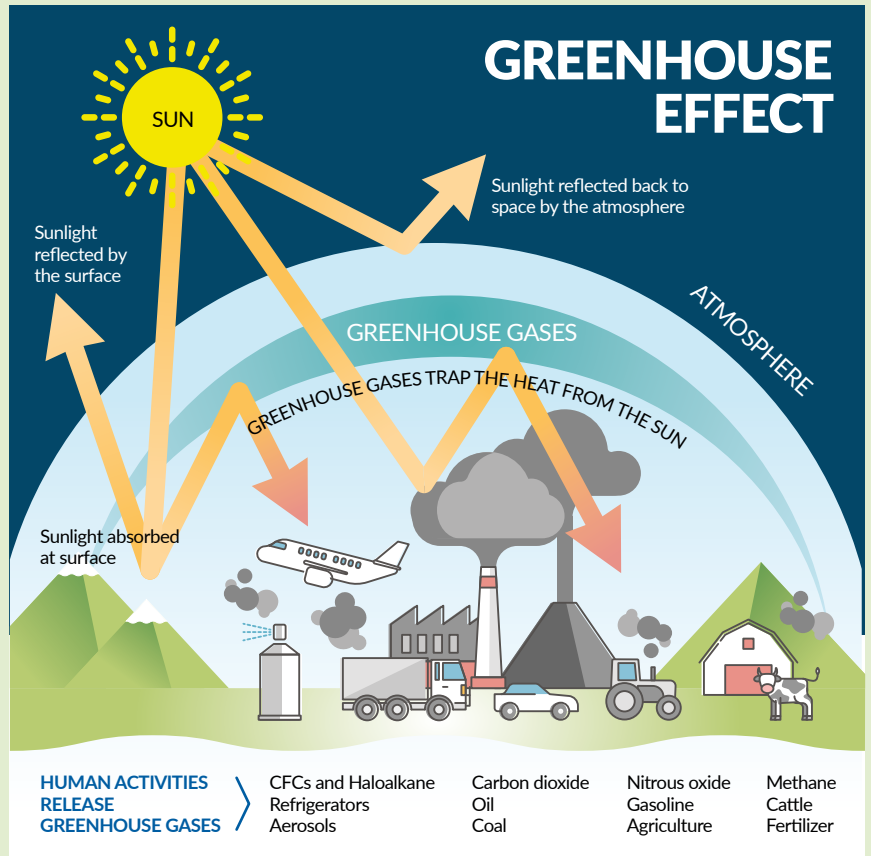 GREENHOUSE
EFFECT
SUN
Sunlight reflected back to
space by the atmosphere
Sunlight
reflected by
the surface
ATMOSPHERE
GREENHOUSE GASES
GREENHOUSE GASES TRAP THE HEAT FROM THE SUN
Sunlight absorbed
at surface
HUMAN ACTIVITIES
RELEASE
GREENHOUSE GASES
CFCs and Haloalkane
Refrigerators
Aerosols
Carbon dioxide
Oil
Coal
Nitrous oxide
Gasoline
Agriculture
Methane
Cattle
Fertilizer